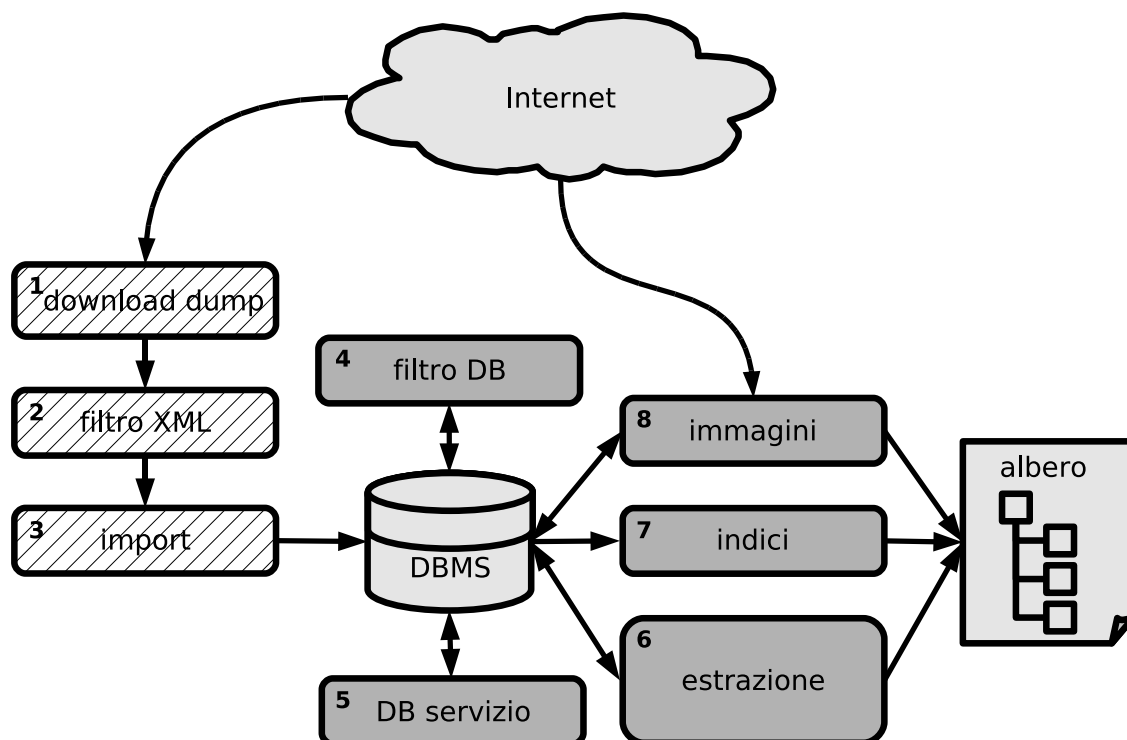 Internet
1
download dump
2
filtro XML
3
import
4
filtro DB
DBMS
5
DB servizio
8
immagini
7
indici
6
estrazione
albero